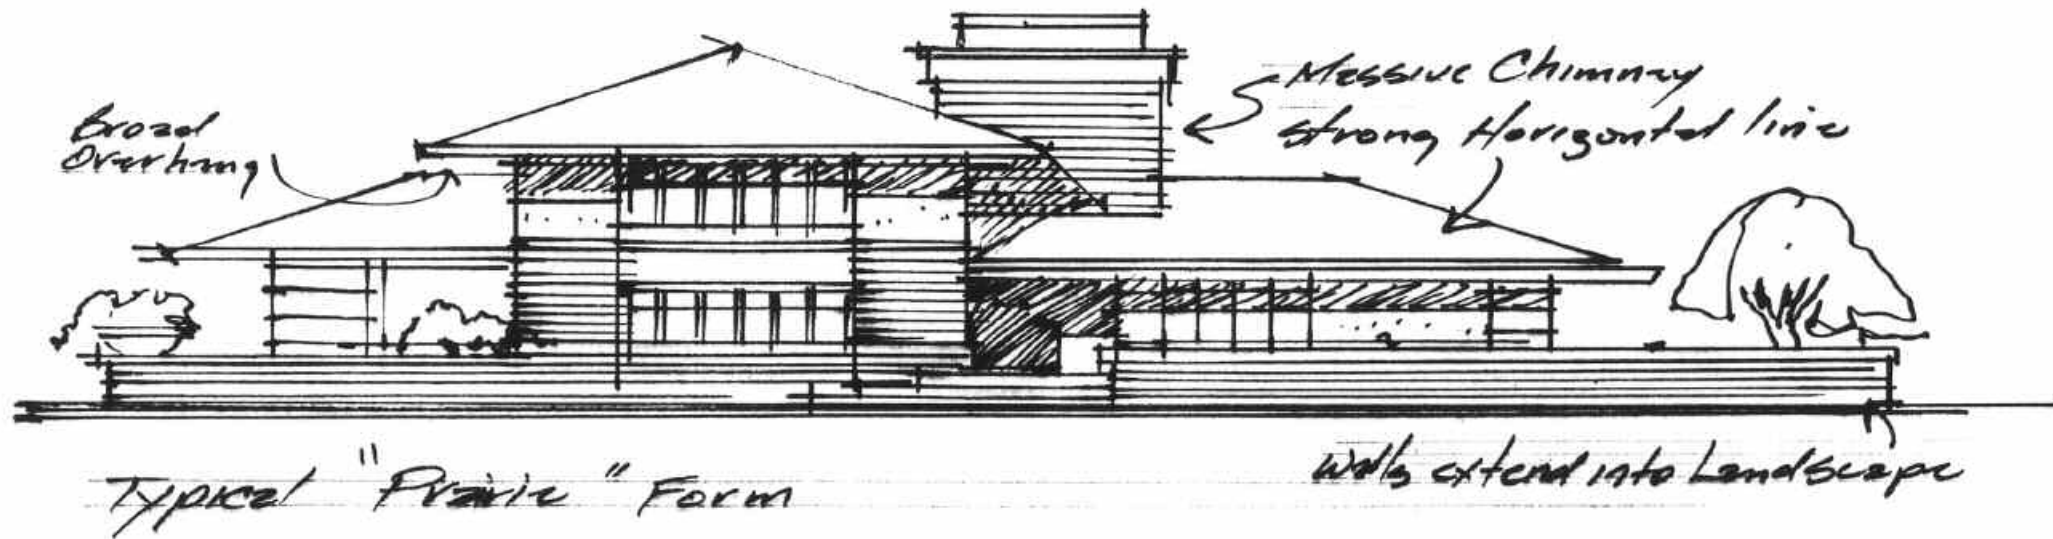 Broad
Overhang
Massive Chimney
strong Horizontal line
Typical "Prairie" Form
Walls extend into Landscape